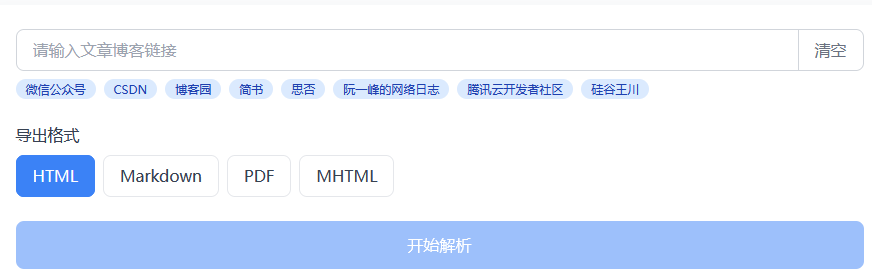 请输入文章博客链接 清空
微信公众号 CSDN 博客园 简书 思否 阮一峰的网络日志 腾讯云开发者社区 硅谷王川
导出格式
HTML Markdown PDF MHTML
开始解析